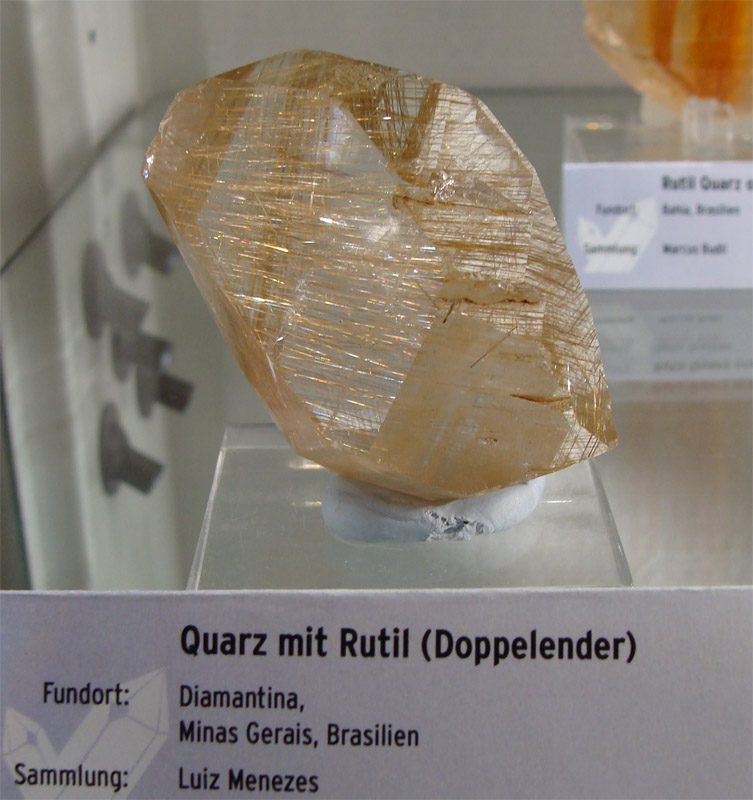 Rutil Quarz
Fundort: Bahia, Brasilien
Sammlung: Marcus Budil
Quarz mit Rutil (Doppelender)
Fundort: Diamantina,
Minas Gerais, Brasilien
Sammlung: Luiz Menezes